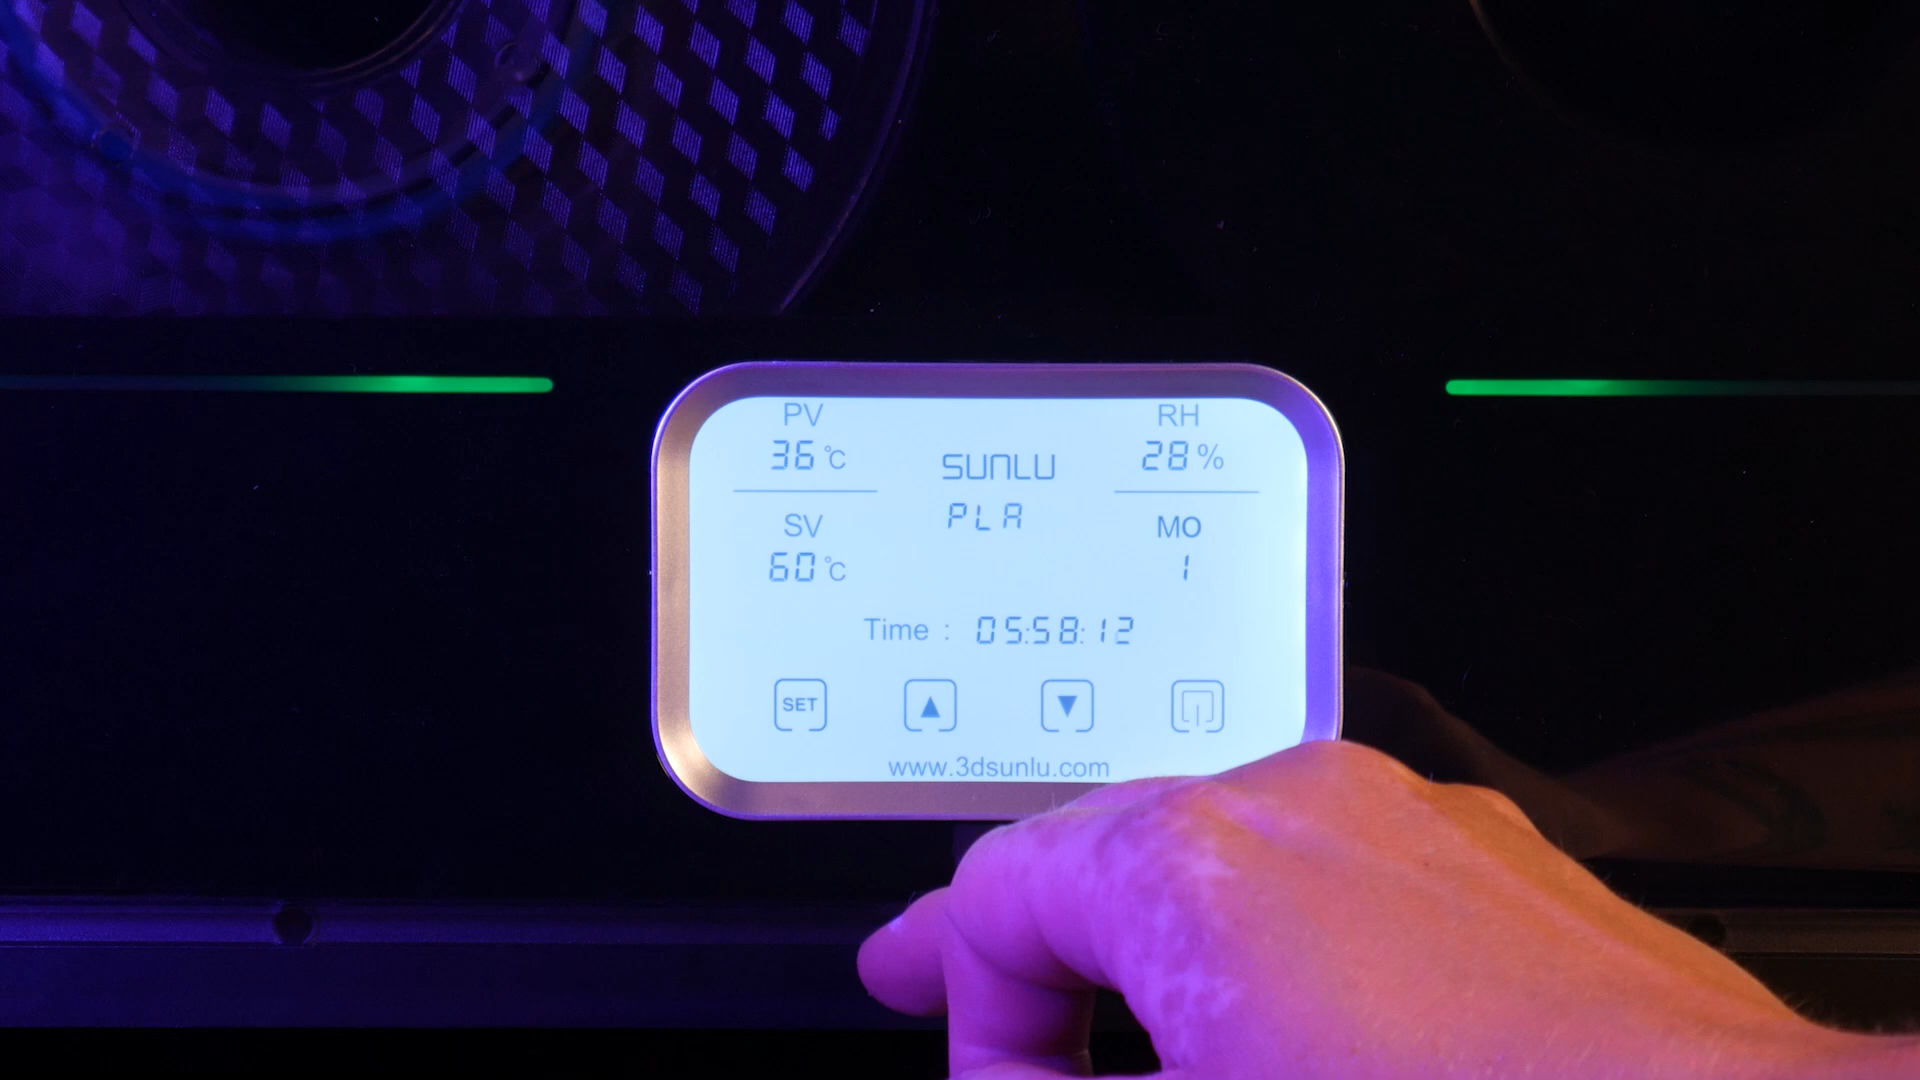 PV
36 °C
SV
60 °C
SUNLU
PLA
RH
28 %
MO
1
Time : 05:58:12
SET
www.3dsunlu.com